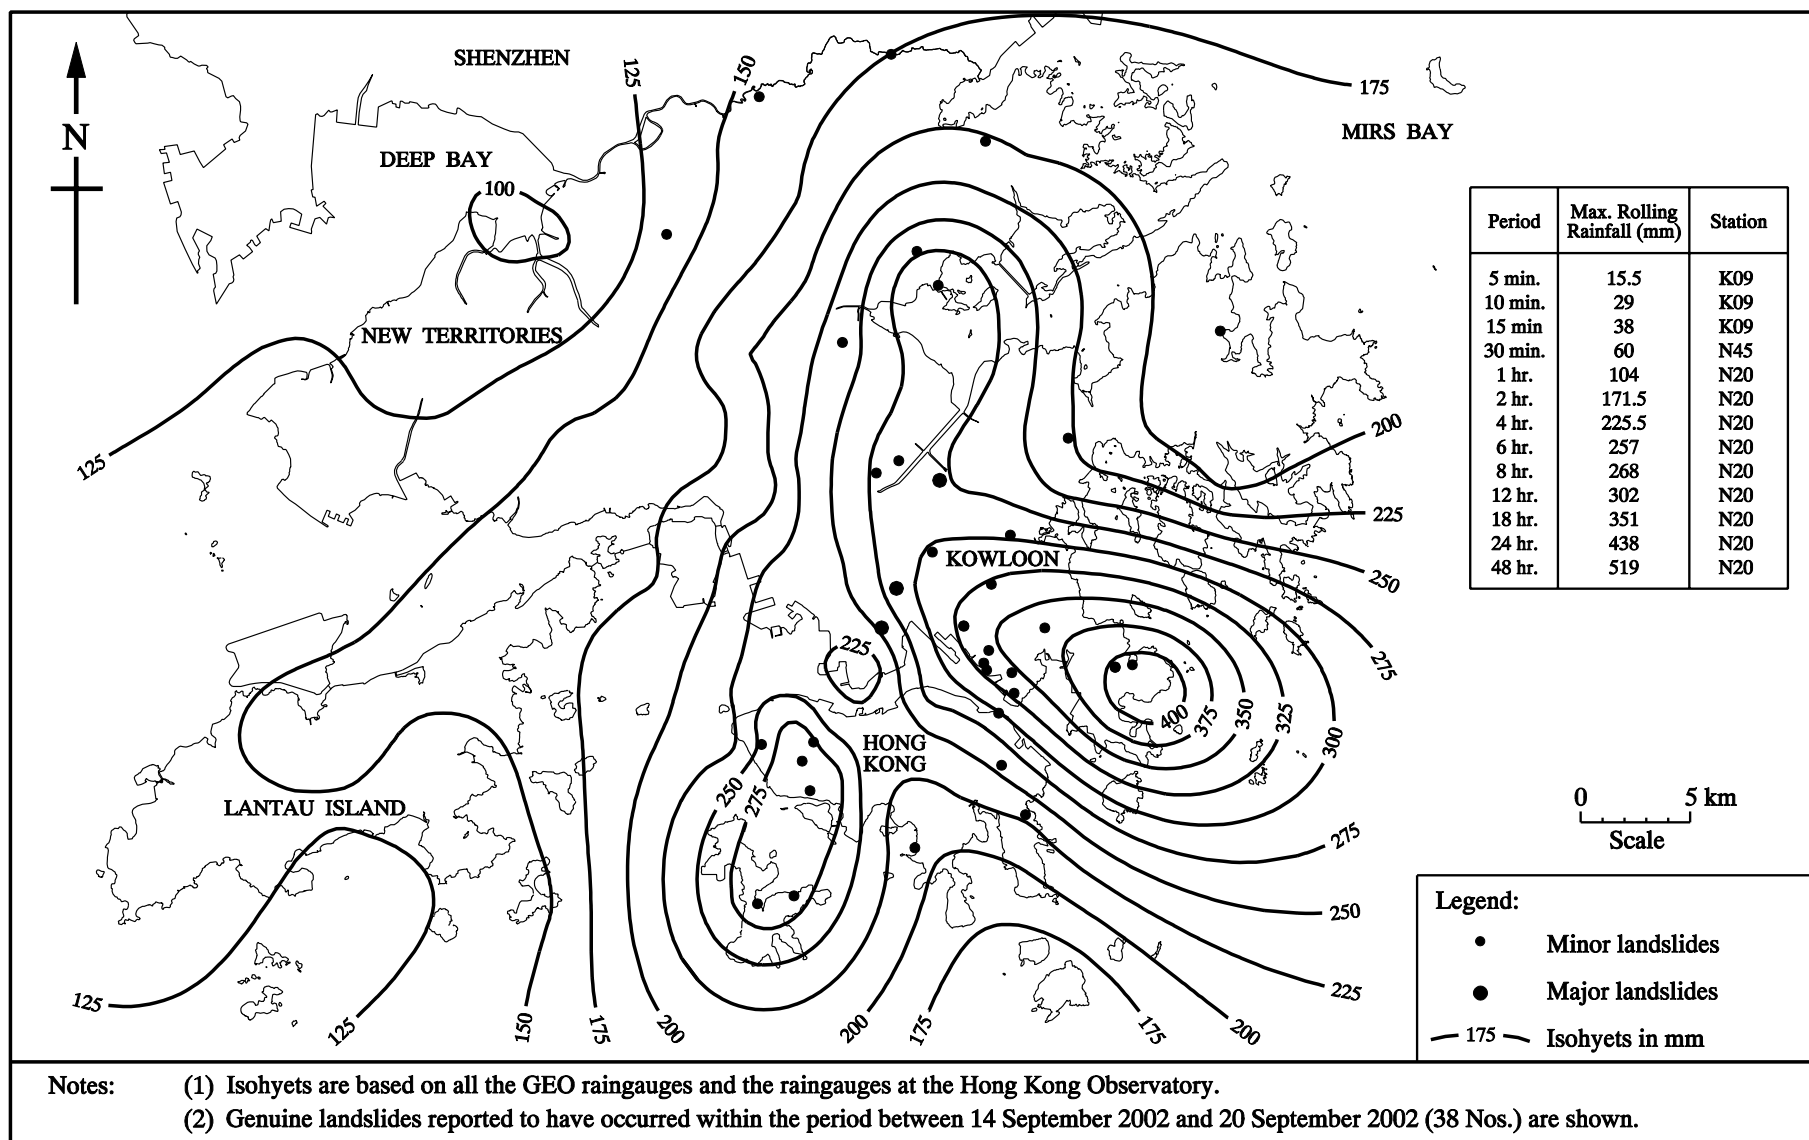 SHENZHEN
125
150
175
N
DEEP BAY
MIRS BAY
100
NEW TERRITORIES
125
200
225
250
275
KOWLOON
225
400
375
350
325
300
HONG
KONG
250
275
LANTAU ISLAND
275
250
225
125
125
150
175
200
200
175
175
200
Period Max. Rolling Rainfall (mm) Station
5 min. 15.5 K09
10 min. 29 K09
15 min 38 K09
30 min. 60 N45
1 hr. 104 N20
2 hr. 171.5 N20
4 hr. 225.5 N20
6 hr. 257 N20
8 hr. 268 N20
12 hr. 302 N20
18 hr. 351 N20
24 hr. 438 N20
48 hr. 519 N20
0 5 km
Scale
Legend:
Minor landslides
Major landslides
175 Isohyets in mm
Notes: (1) Isohyets are based on all the GEO raingauges and the raingauges at the Hong Kong Observatory.
(2) Genuine landslides reported to have occurred within the period between 14 September 2002 and 20 September 2002 (38 Nos.) are shown.